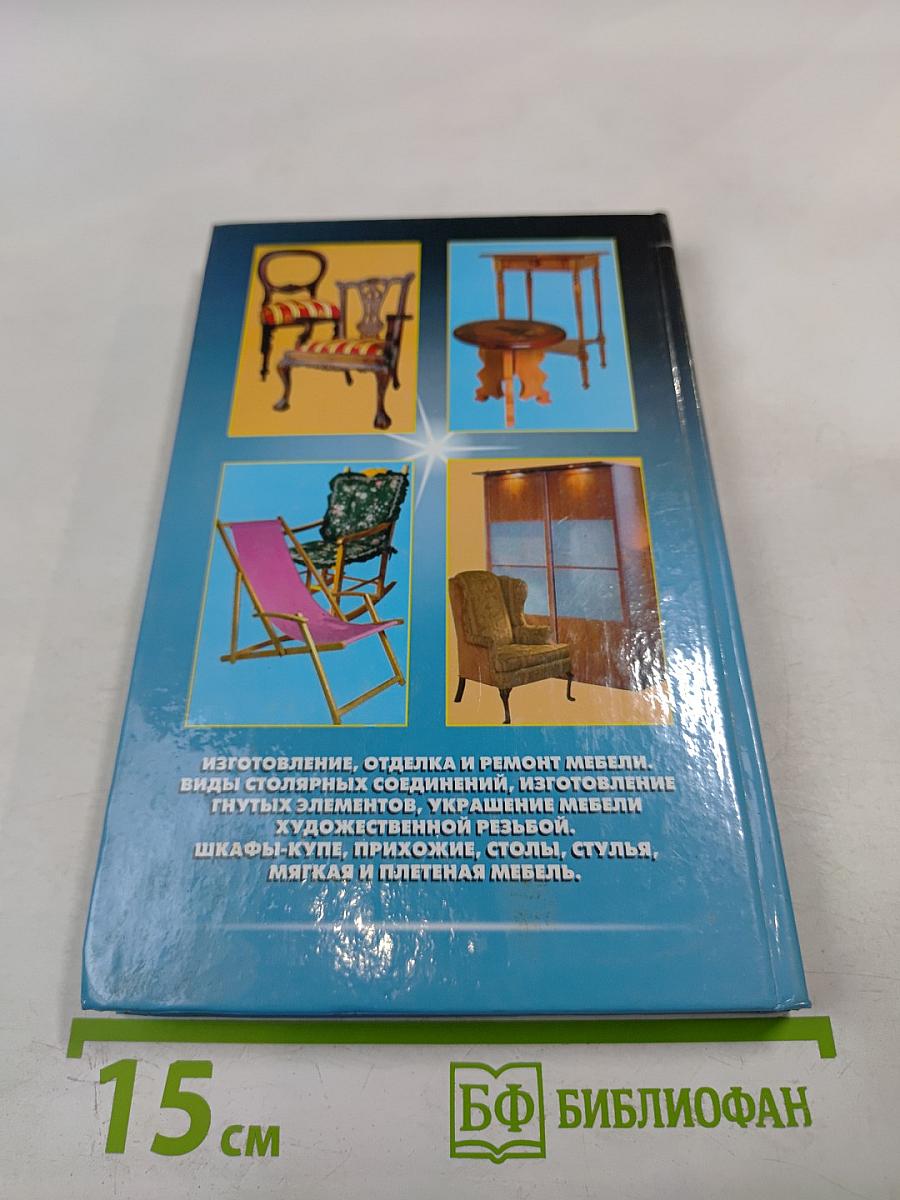 ИЗГОТОВЛЕНИЕ, ОТДЕЛКА И РЕМОНТ МЕБЕЛИ.
ВИДЫ СТОЛЯРНЫХ СОЕДИНЕНИЙ, ИЗГОТОВЛЕНИЕ
ГНУТЫХ ЭЛЕМЕНТОВ, УКРАШЕНИЕ МЕБЕЛИ
ХУДОЖЕСТВЕННОЙ РЕЗЬБОЙ.
ШКАФЫ-КУПЕ, ПРИХОЖИЕ, СТОЛЫ, СТУЛЬЯ,
МЯГКАЯ И ПЛЕТЕНАЯ МЕБЕЛЬ.
15 см
БФ БИБЛИОФАН